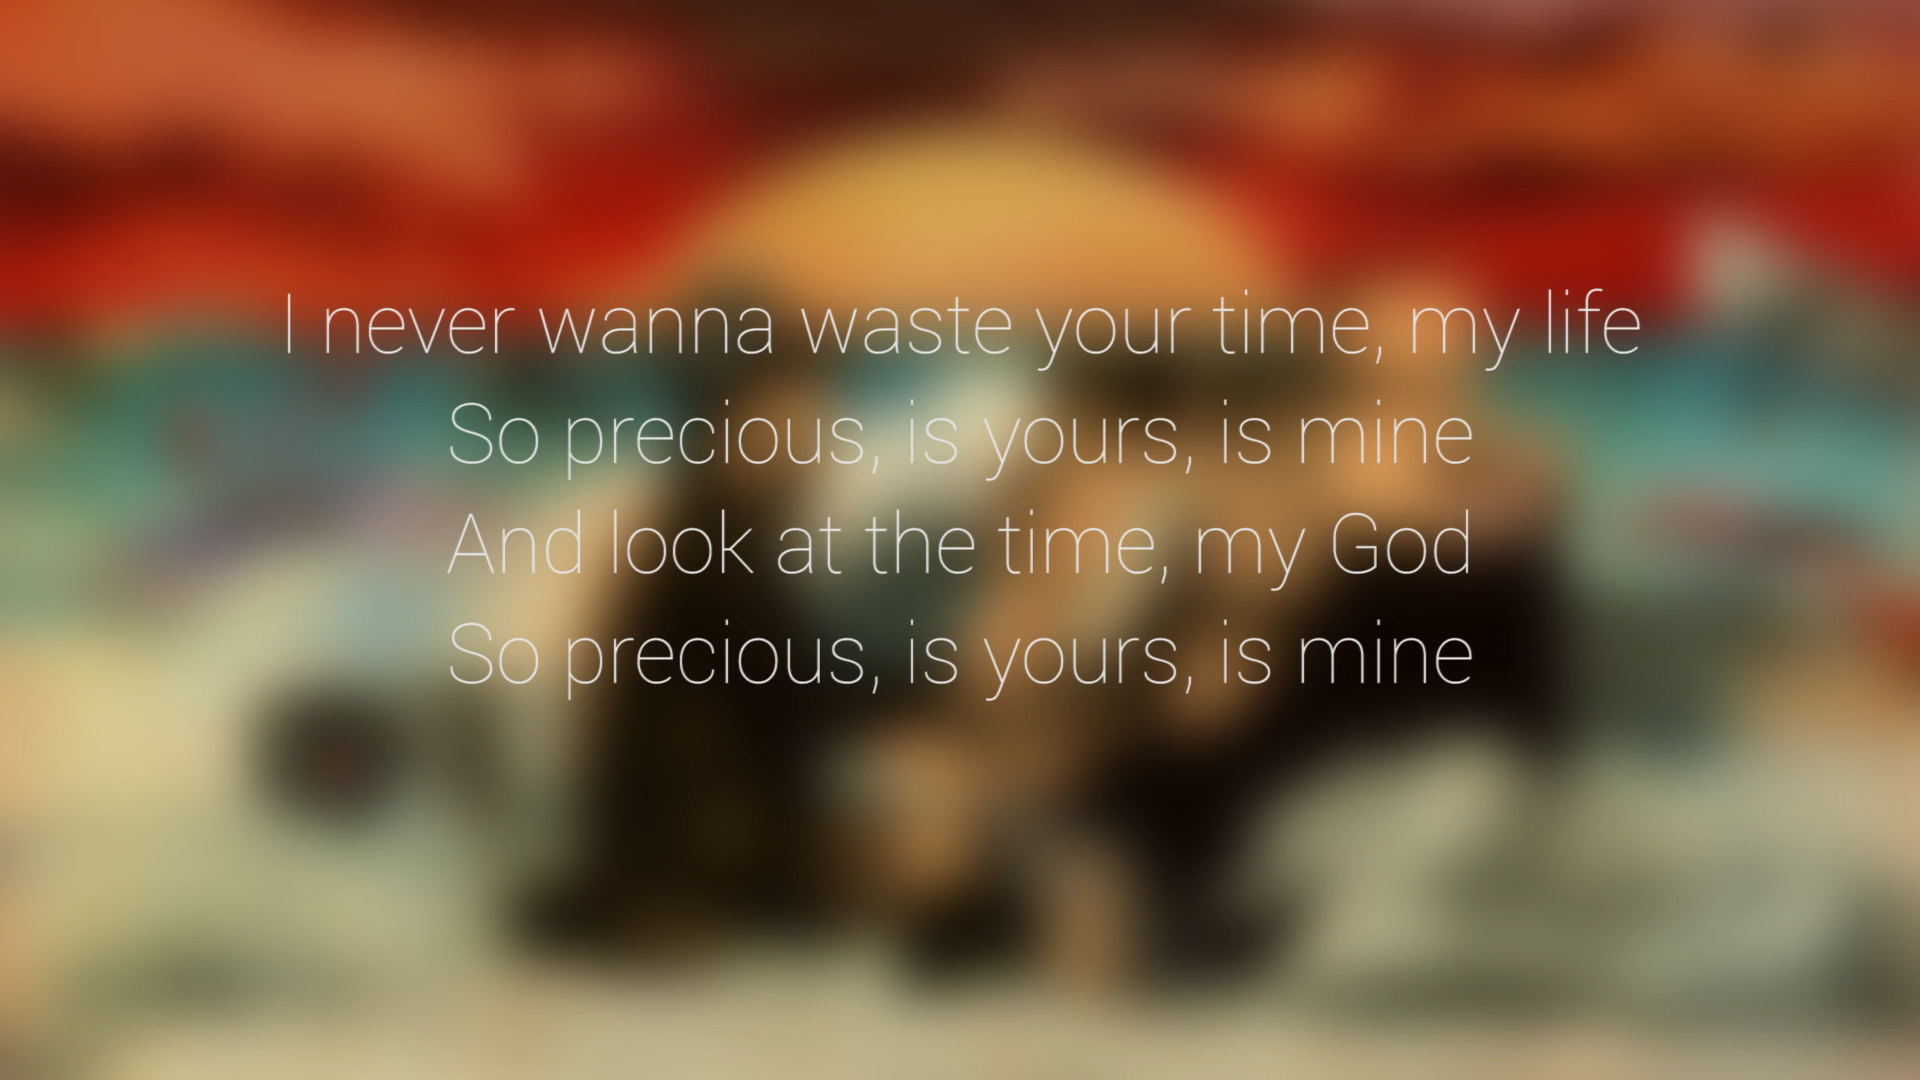 I never wanna waste your time, my life
So precious, is yours, is mine
And look at the time, my God
So precious, is yours, is mine